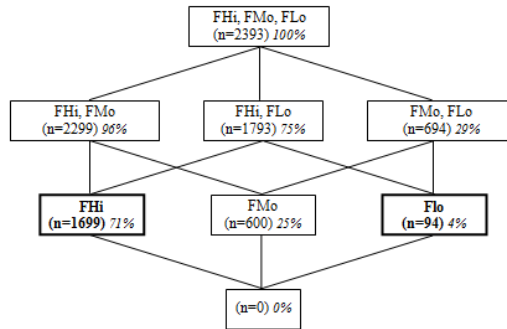 FHi, FMo, FLo
(n=2393) 100%
FHi, FMo
(n=2299) 96%
FHi, FLo
(n=1793) 75%
FMo, FLo
(n=694) 29%
FHi
(n=1699) 71%
FMo
(n=600) 25%
Flo
(n=94) 4%
(n=0) 0%